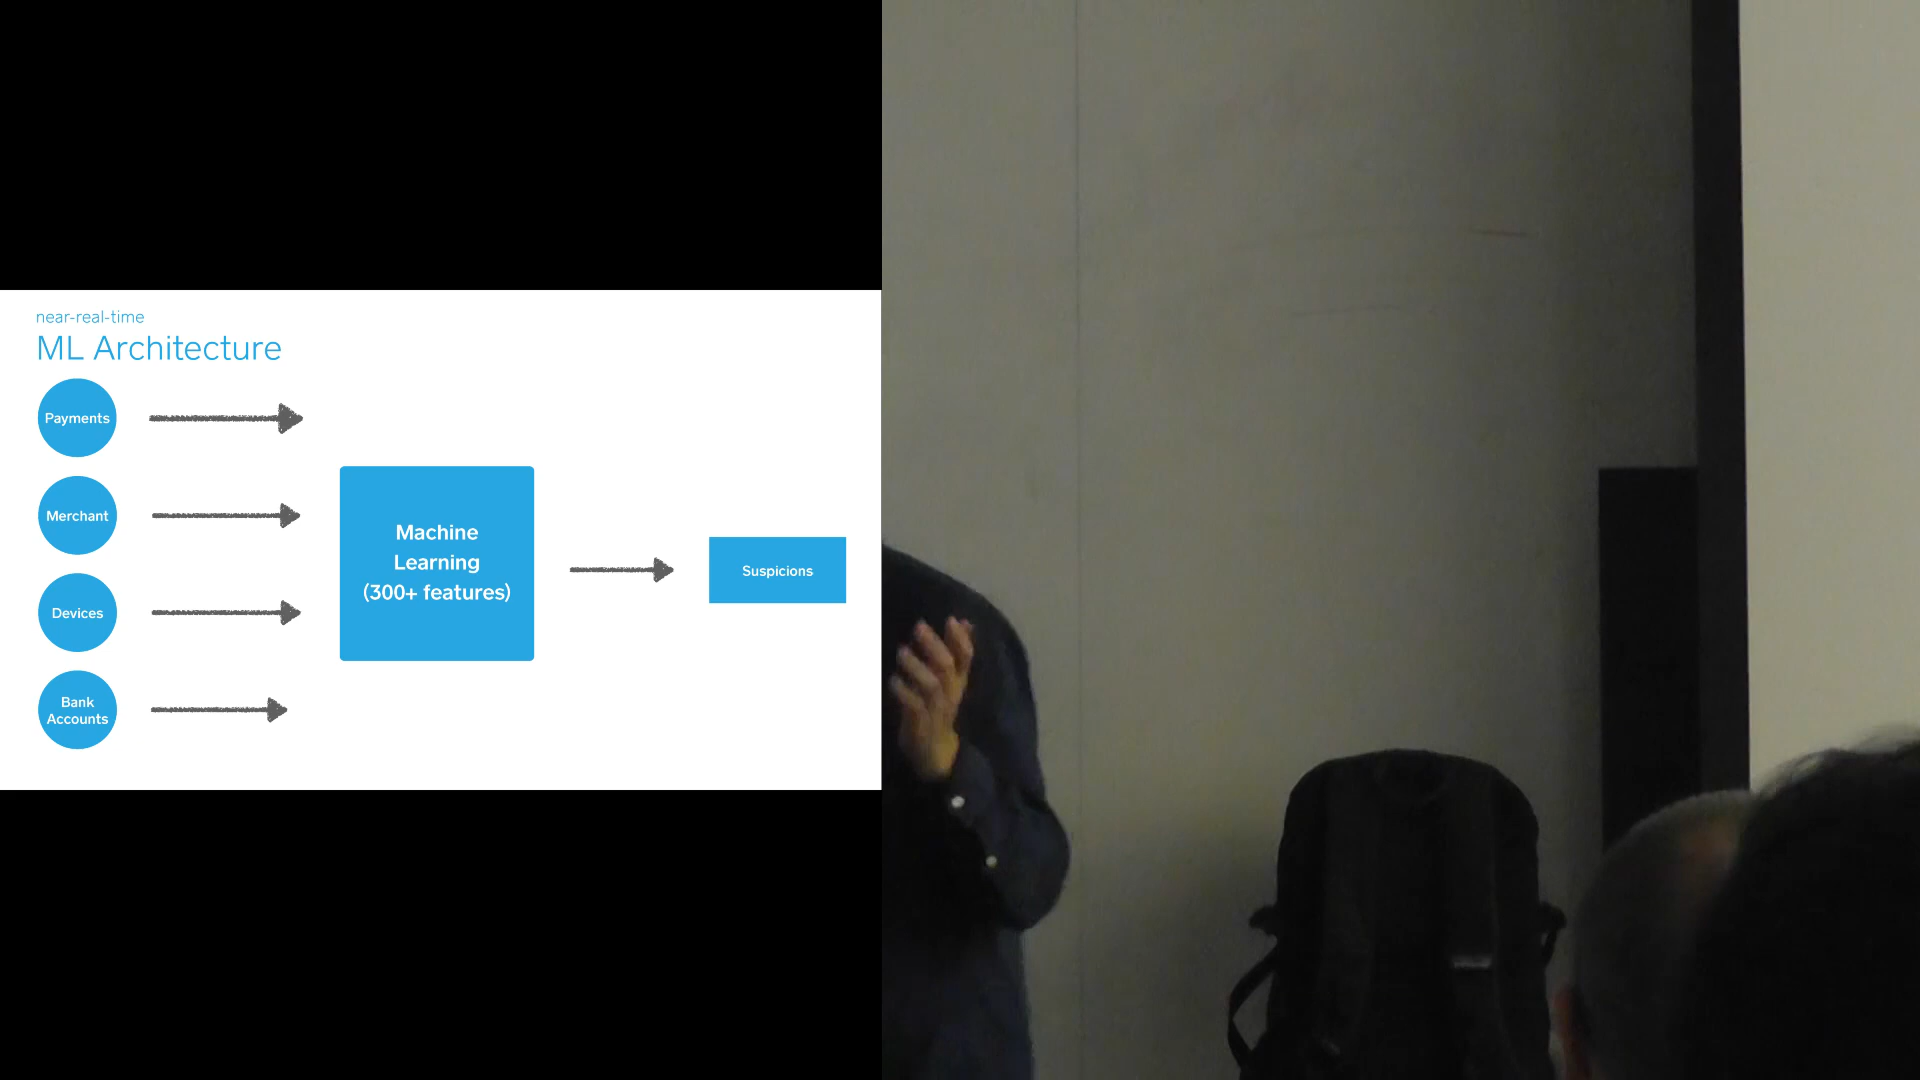 near-real-time
ML Architecture
Payments
Merchant
Devices
Bank
Accounts
Machine
Learning
(300+ features)
Suspicions